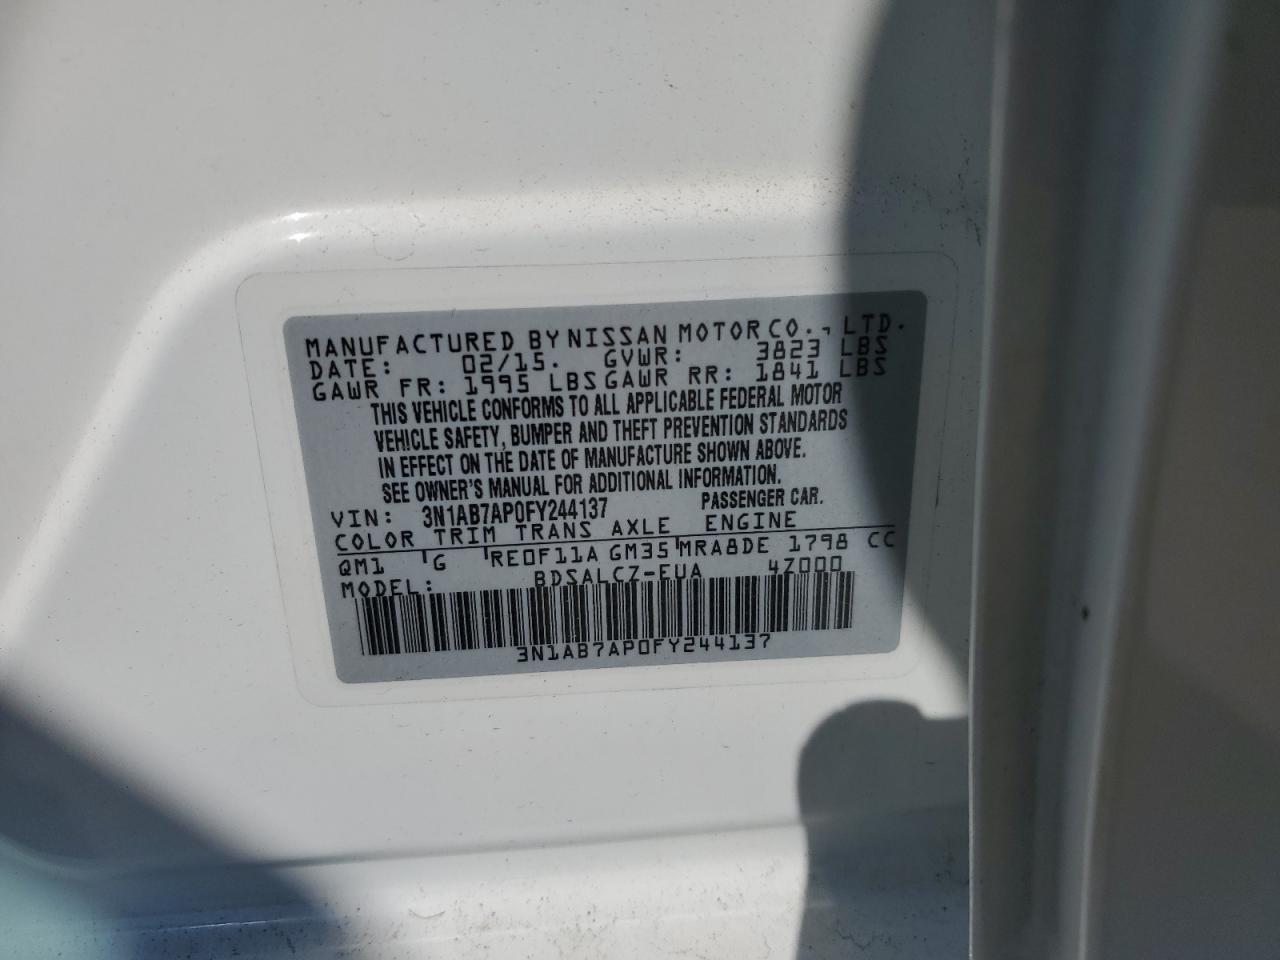 MANUFACTURED BY NISSAN MOTOR CO., LTD.
DATE: 02/15. GVWR: 3823 LBS
GAWR FR: 1995 LBS GAWR RR: 1841 LBS
THIS VEHICLE CONFORMS TO ALL APPLICABLE FEDERAL MOTOR
VEHICLE SAFETY, BUMPER AND THEFT PREVENTION STANDARDS
IN EFFECT ON THE DATE OF MANUFACTURE SHOWN ABOVE.
SEE OWNER'S MANUAL FOR ADDITIONAL INFORMATION.
VIN: 3N1AB7AP0FY244137 PASSENGER CAR.
COLOR TRIM TRANS AXLE ENGINE
QM1 G RE0F11A GM35 MRA8DE 1798 CC
MODEL: BDSALCZ-EUA 4Z000
3N1AB7AP0FY244137